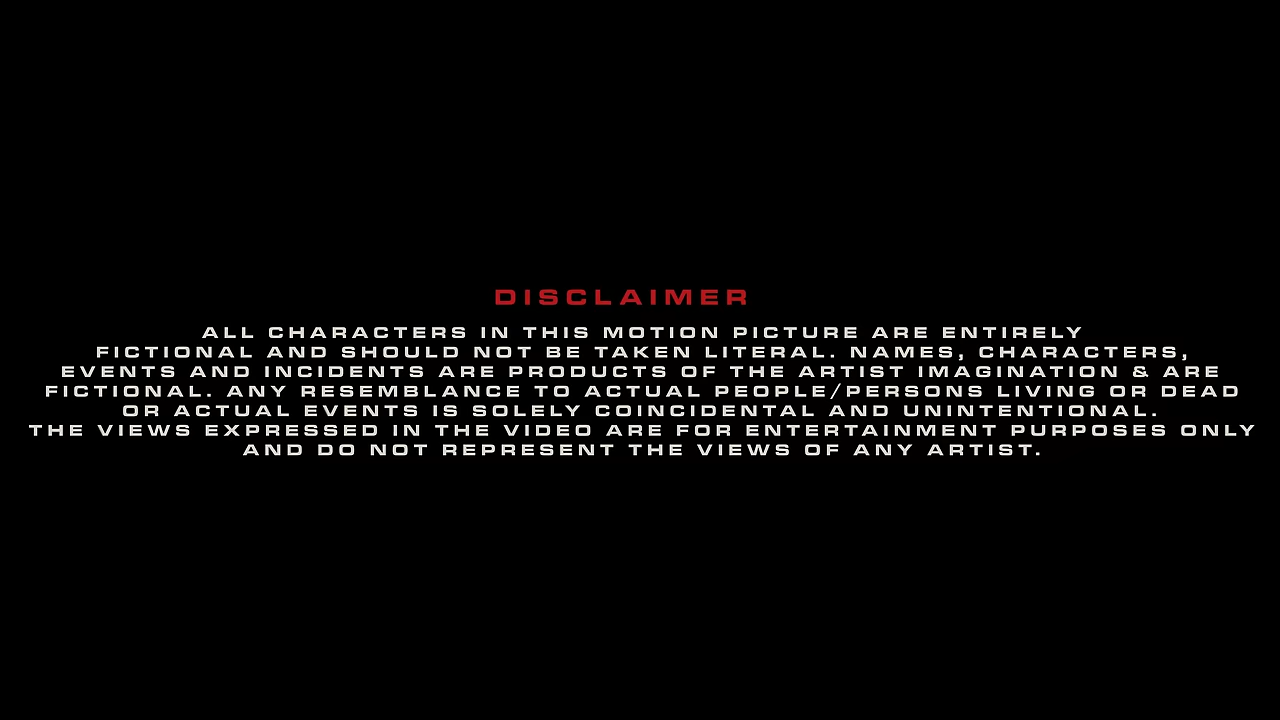 DISCLAIMER
ALL CHARACTERS IN THIS MOTION PICTURE ARE ENTIRELY
FICTIONAL AND SHOULD NOT BE TAKEN LITERAL. NAMES, CHARACTERS,
EVENTS AND INCIDENTS ARE PRODUCTS OF THE ARTIST IMAGINATION & ARE
FICTIONAL. ANY RESEMBLANCE TO ACTUAL PEOPLE/PERSONS LIVING OR DEAD
OR ACTUAL EVENTS IS SOLELY COINCIDENTAL AND UNINTENTIONAL.
THE VIEWS EXPRESSED IN THE VIDEO ARE FOR ENTERTAINMENT PURPOSES ONLY
AND DO NOT REPRESENT THE VIEWS OF ANY ARTIST.